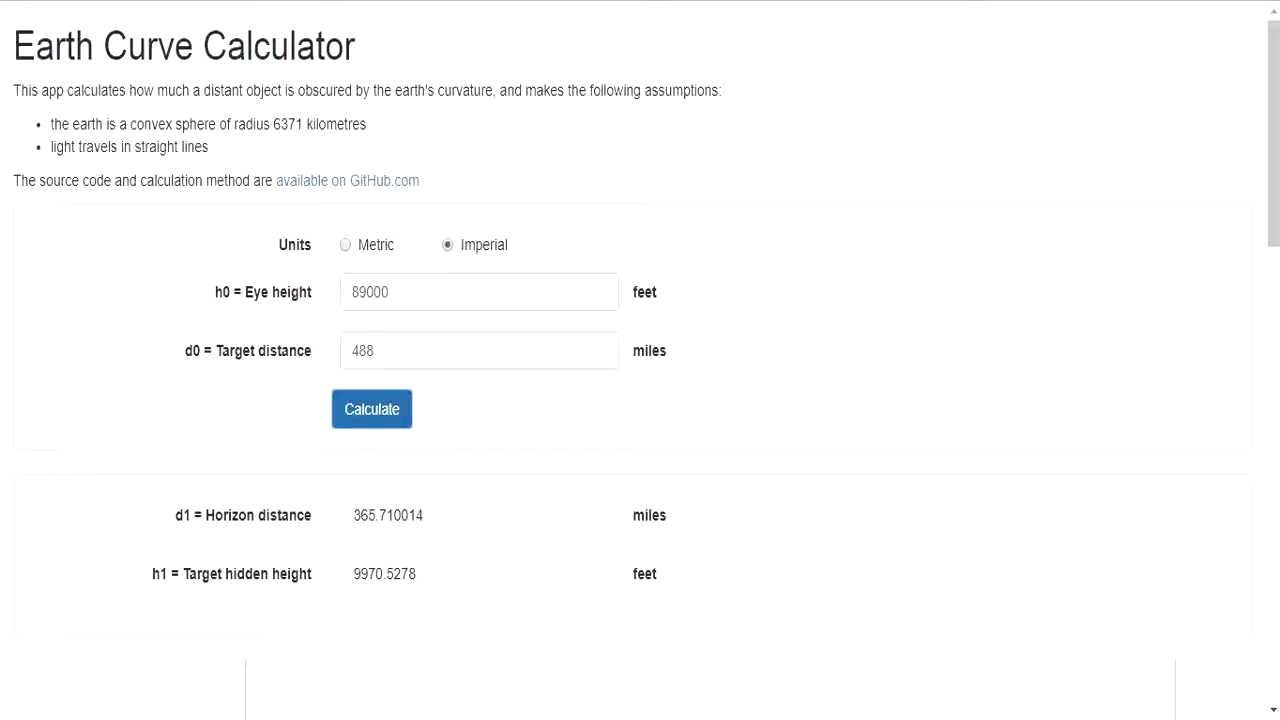 Earth Curve Calculator
This app calculates how much a distant object is obscured by the earth's curvature, and makes the following assumptions:
• the earth is a convex sphere of radius 6371 kilometres
• light travels in straight lines
The source code and calculation method are available on GitHub.com
Units Metric Imperial
h0 = Eye height 89000 feet
d0 = Target distance 488 miles
Calculate
d1 = Horizon distance 365.710014 miles
h1 = Target hidden height 9970.5278 feet